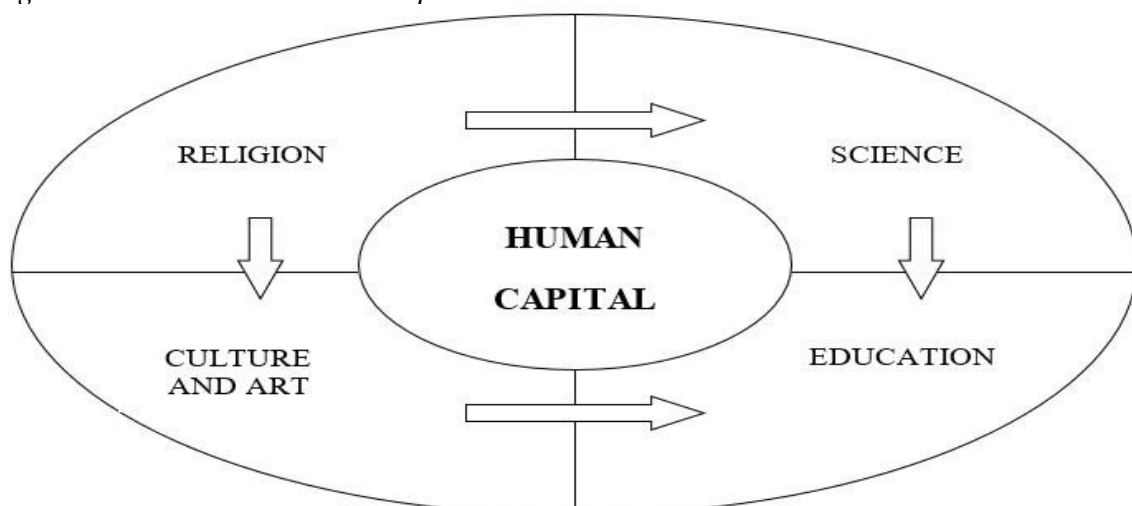 RELIGION
SCIENCE
HUMAN
CAPITAL
CULTURE
AND ART
EDUCATION